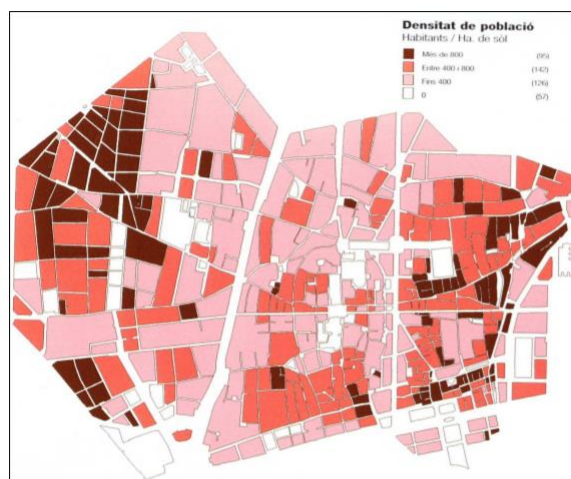 Densitat de població
Habitants / Ha. de sòl
Més de 800 (95)
Entre 400 i 800 (142)
Fins 400 (126)
0 (57)